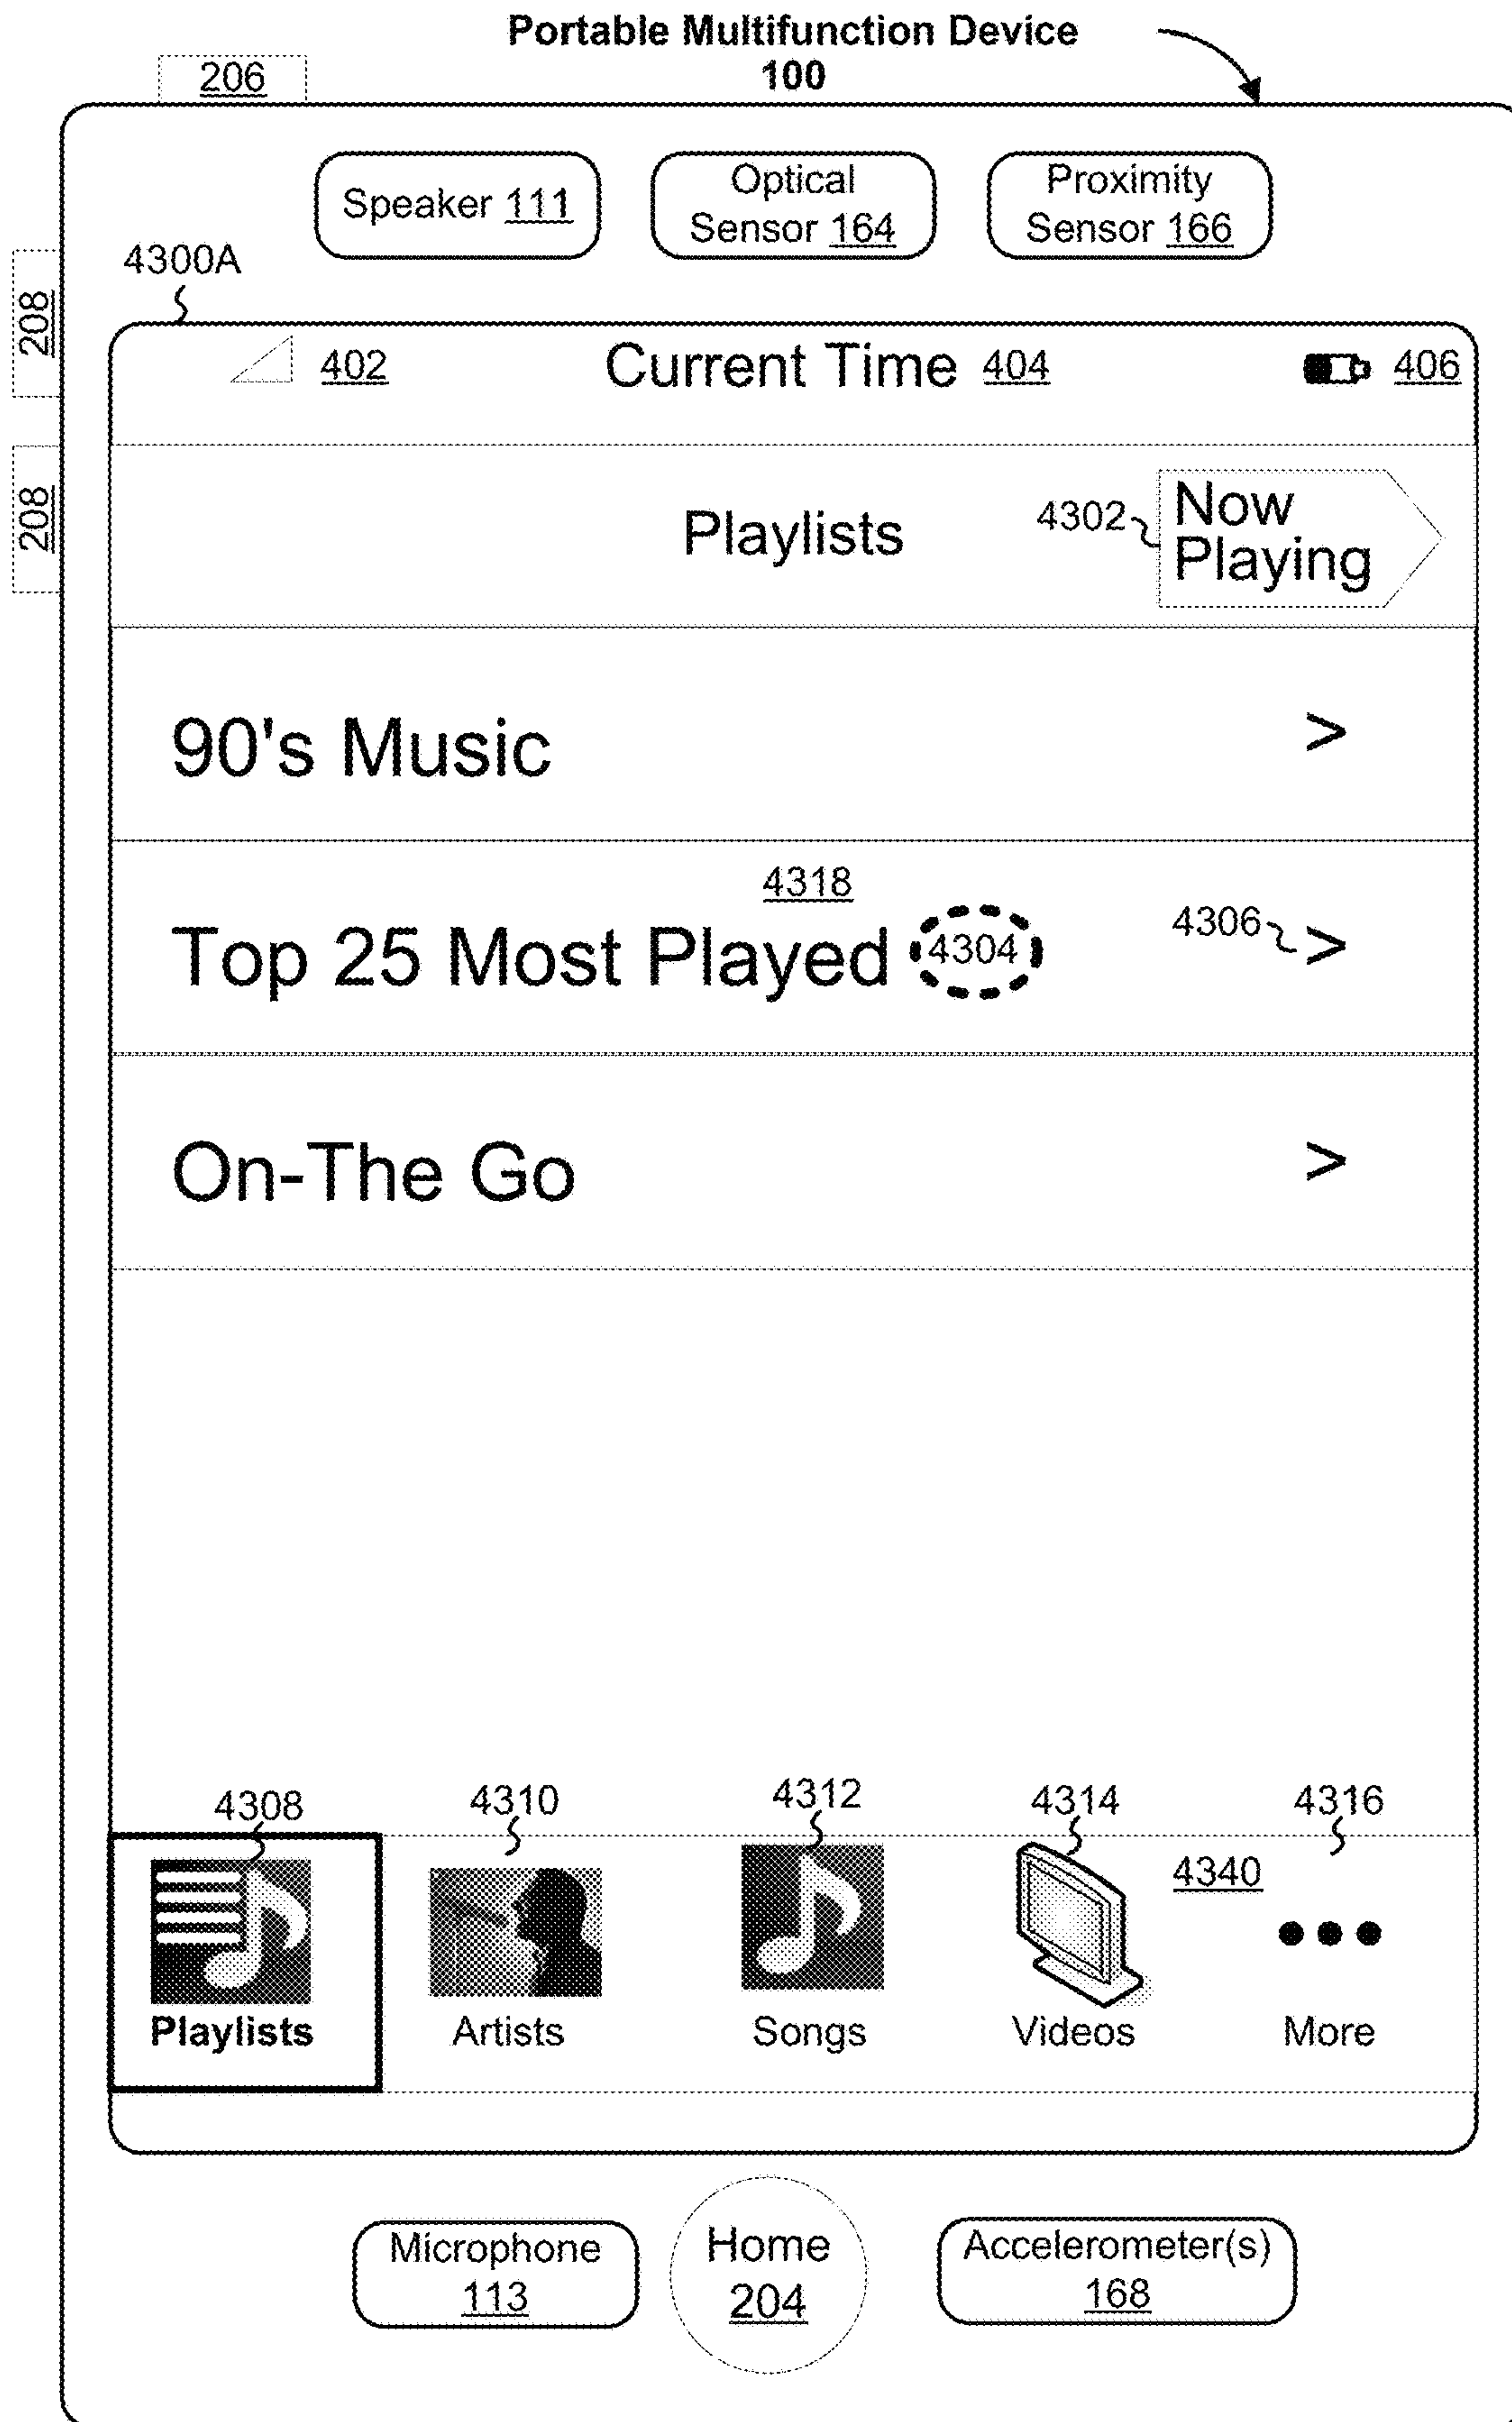 Portable Multifunction Device
100
206
Speaker 111
Optical
Sensor 164
Proximity
Sensor 166
4300A
208
402
Current Time 404
406
208
Playlists
4302
Now
Playing
90's Music
>
4318
Top 25 Most Played
4304
4306
>
On-The Go
>
4308
4310
4312
4314
4316
4340
Playlists
Artists
Songs
Videos
More
Microphone
113
Home
204
Accelerometer(s)
168